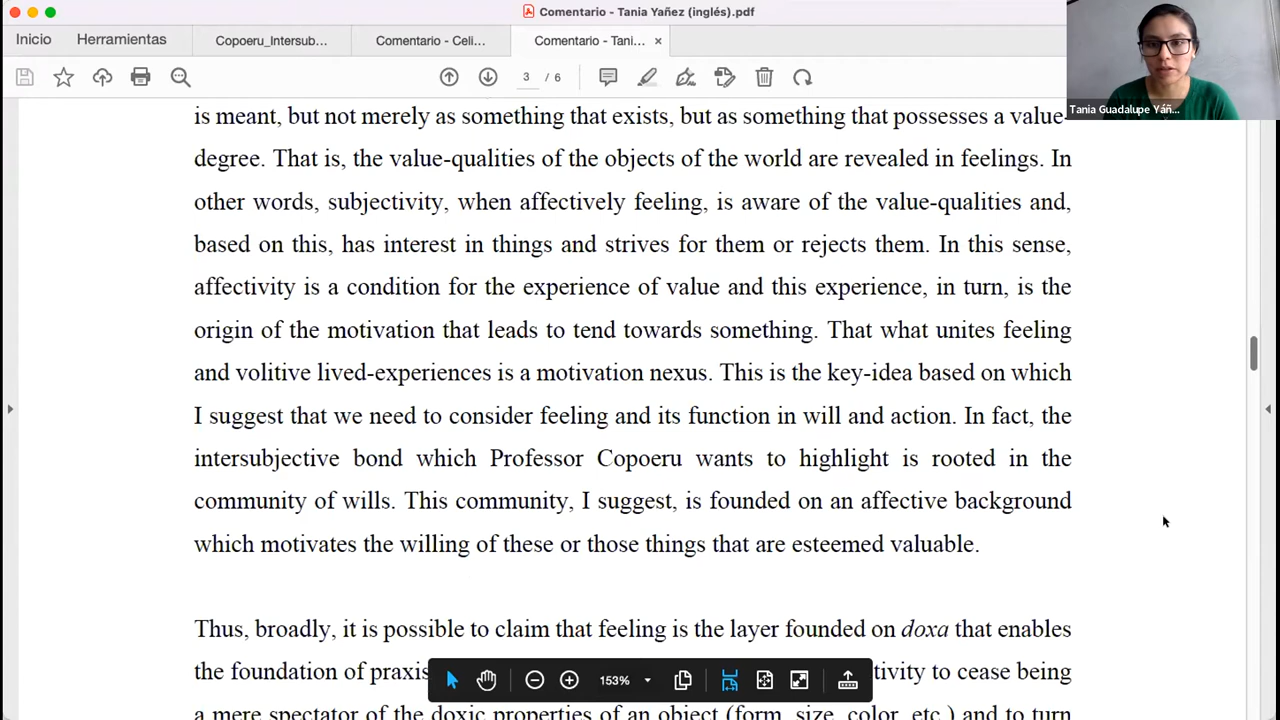 Comentario - Tania Yañez (inglés).pdf
Inicio Herramientas Copoeru_Intersub... Comentario - Celi... Comentario - Tani... ×
3 / 6
Tania Guadalupe Yáñ...
is meant, but not merely as something that exists, but as something that possesses a value-
degree. That is, the value-qualities of the objects of the world are revealed in feelings. In
other words, subjectivity, when affectively feeling, is aware of the value-qualities and,
based on this, has interest in things and strives for them or rejects them. In this sense,
affectivity is a condition for the experience of value and this experience, in turn, is the
origin of the motivation that leads to tend towards something. That what unites feeling
and volitive lived-experiences is a motivation nexus. This is the key-idea based on which
I suggest that we need to consider feeling and its function in will and action. In fact, the
intersubjective bond which Professor Copoeru wants to highlight is rooted in the
community of wills. This community, I suggest, is founded on an affective background
which motivates the willing of these or those things that are esteemed valuable.
Thus, broadly, it is possible to claim that feeling is the layer founded on doxa that enables
the foundation of praxis tivity to cease being
153%
a mere spectator of the doxic properties of an object (form, size, color, etc.) and to turn